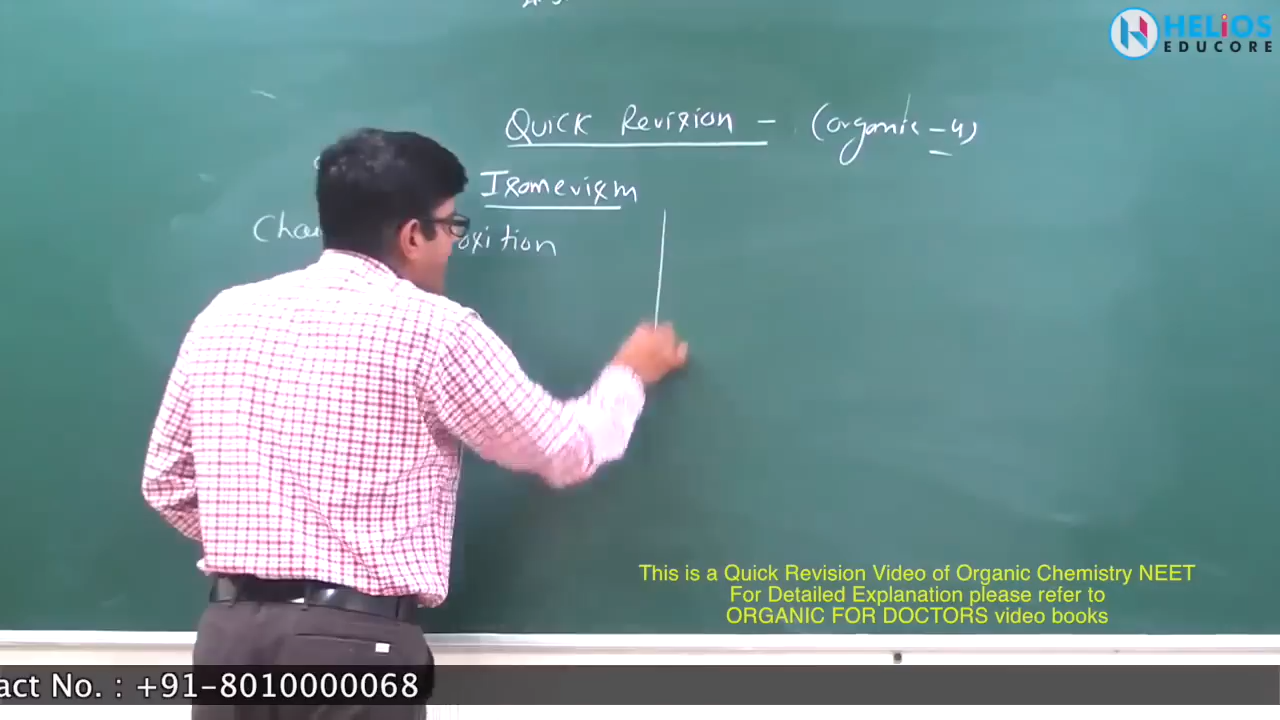 HELiOS
EDUCORE
Quick Revision - (organic - 4)
Isomerism
Chai
osition
This is a Quick Revision Video of Organic Chemistry NEET
For Detailed Explanation please refer to
ORGANIC FOR DOCTORS video books
act No. : +91-8010000068